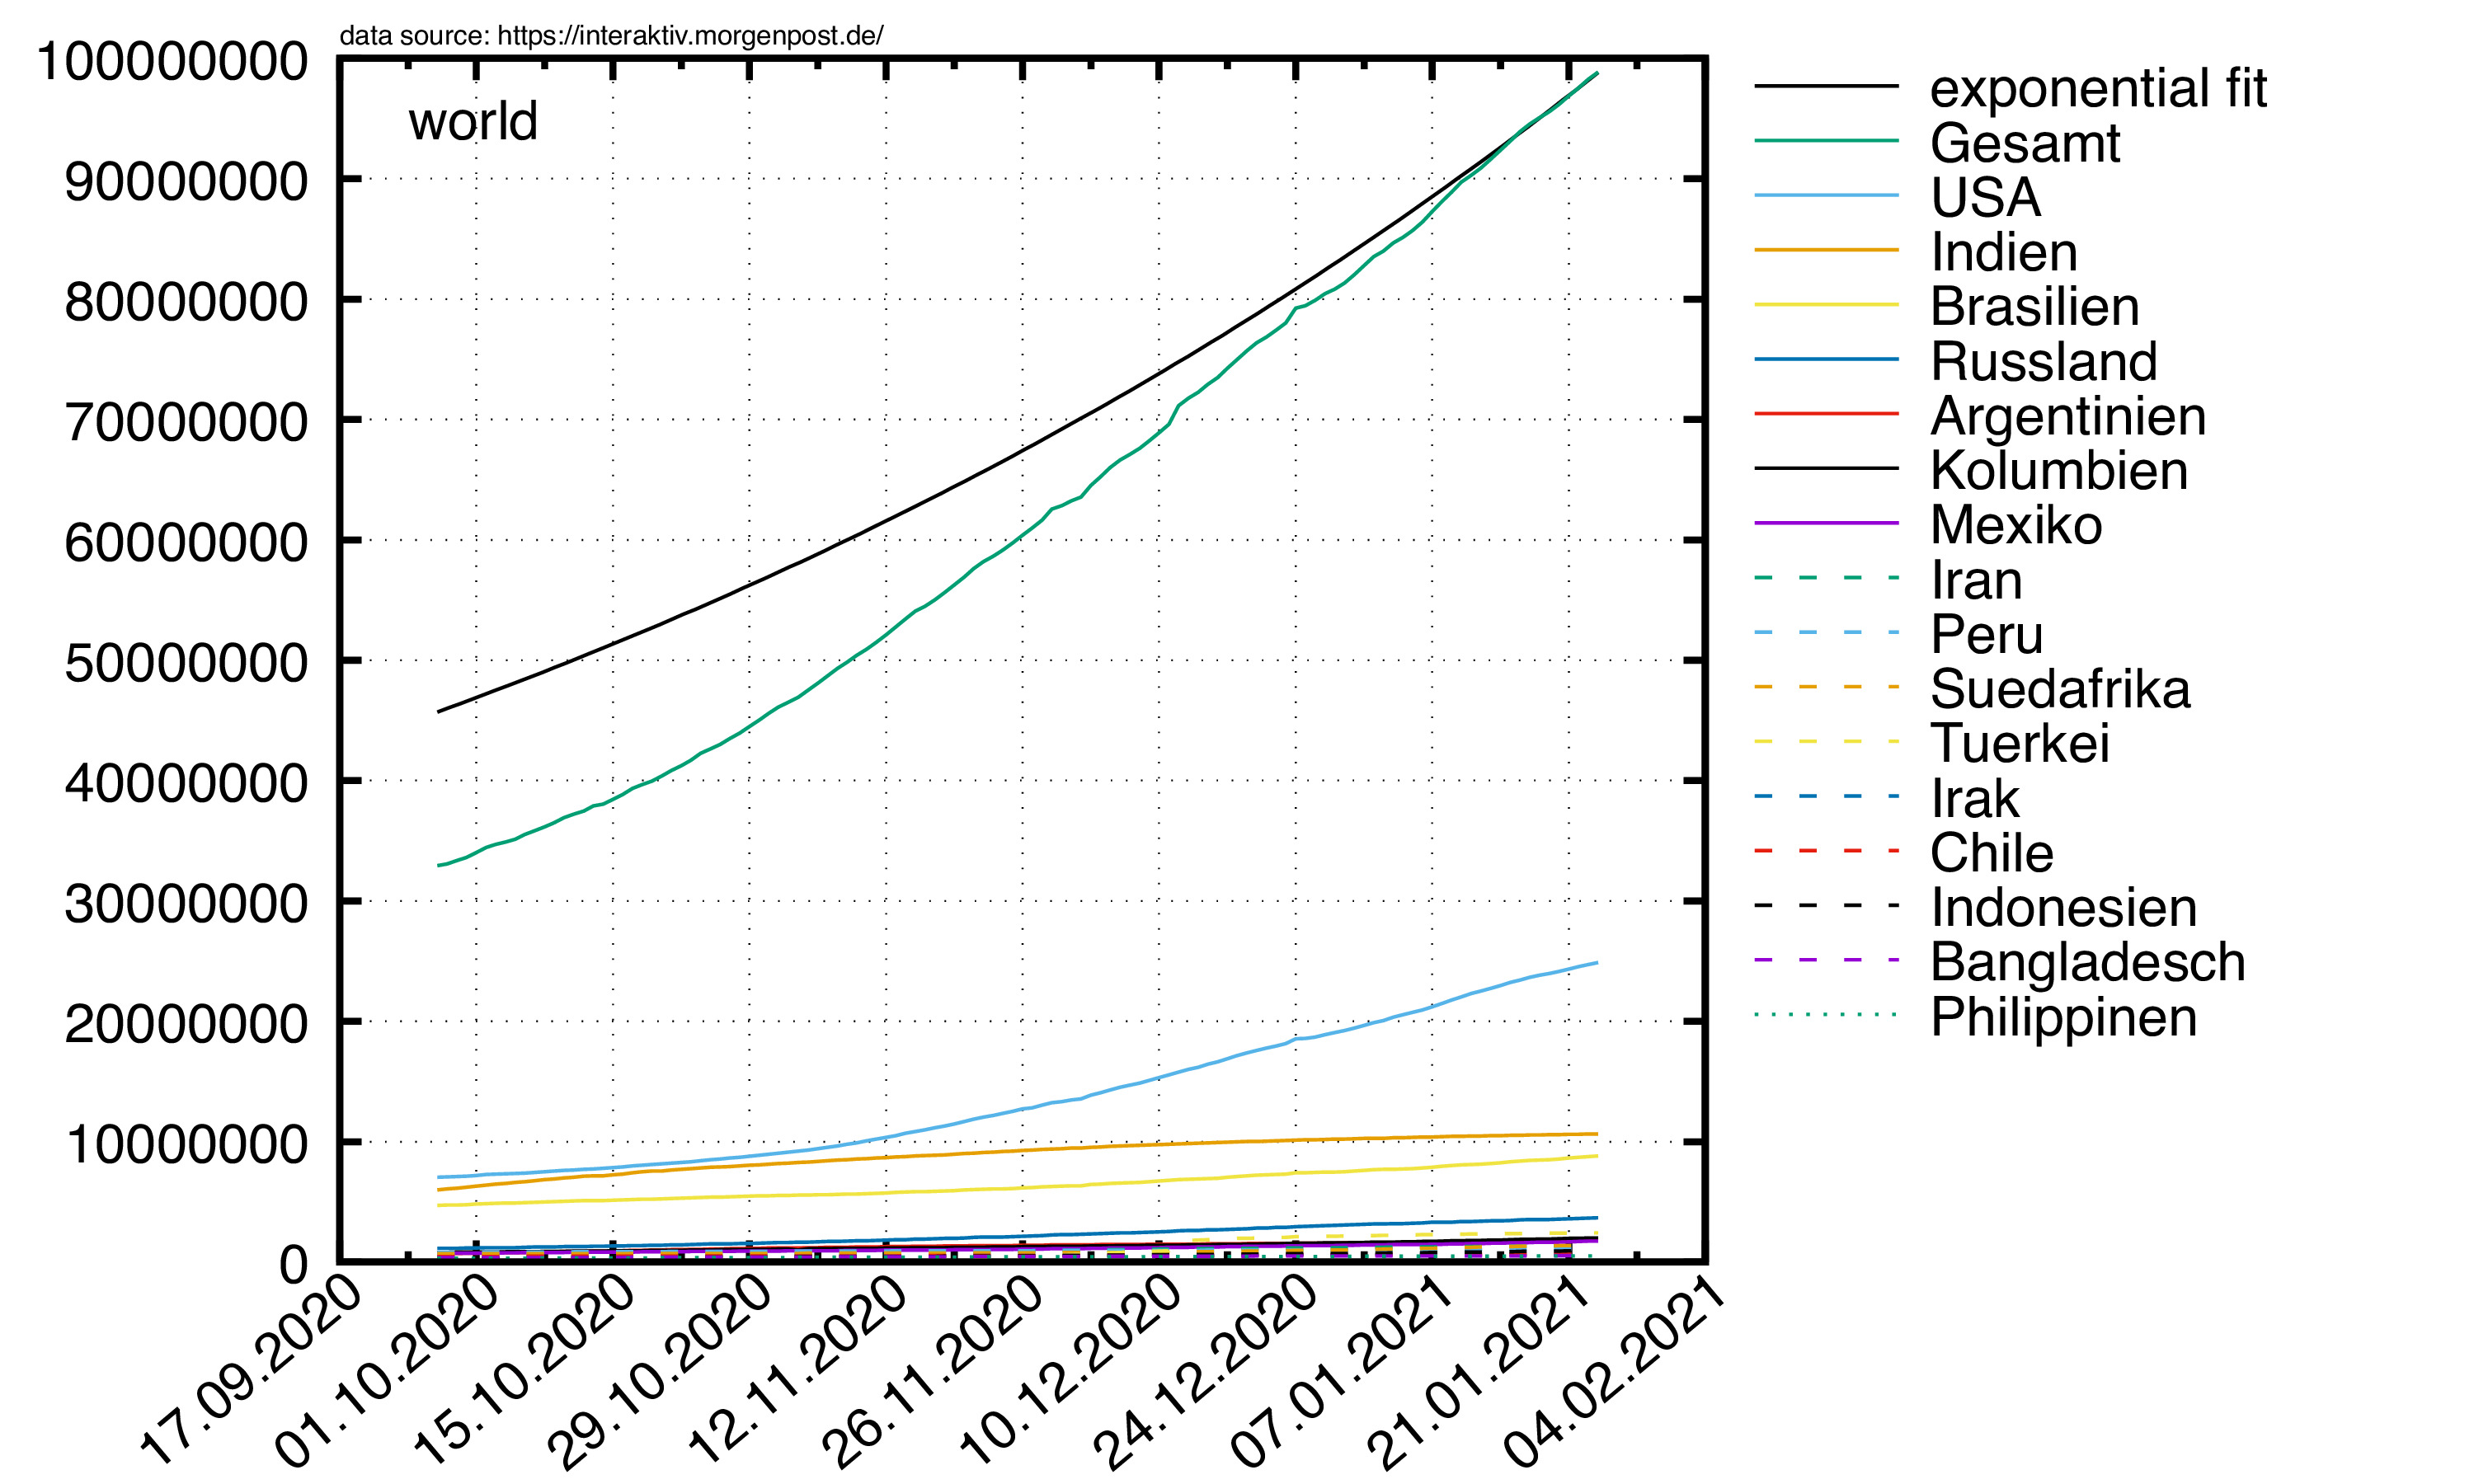 data source: https://interaktiv.morgenpost.de/
world
100000000
90000000
80000000
70000000
60000000
50000000
40000000
30000000
20000000
10000000
0
17.09.2020
01.10.2020
15.10.2020
29.10.2020
12.11.2020
26.11.2020
10.12.2020
24.12.2020
07.01.2021
21.01.2021
04.02.2021
exponential fit
Gesamt
USA
Indien
Brasilien
Russland
Argentinien
Kolumbien
Mexiko
Iran
Peru
Suedafrika
Tuerkei
Irak
Chile
Indonesien
Bangladesch
Philippinen